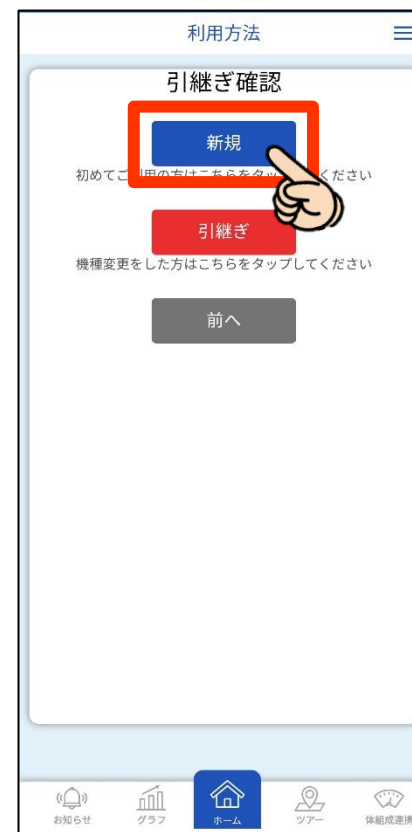 利用方法
引継ぎ確認
新規
初めてご利用の方はこちらをタップしてください
引継ぎ
機種変更をした方はこちらをタップしてください
前へ
お知らせ
グラフ
ホーム
ツアー
体組成連携